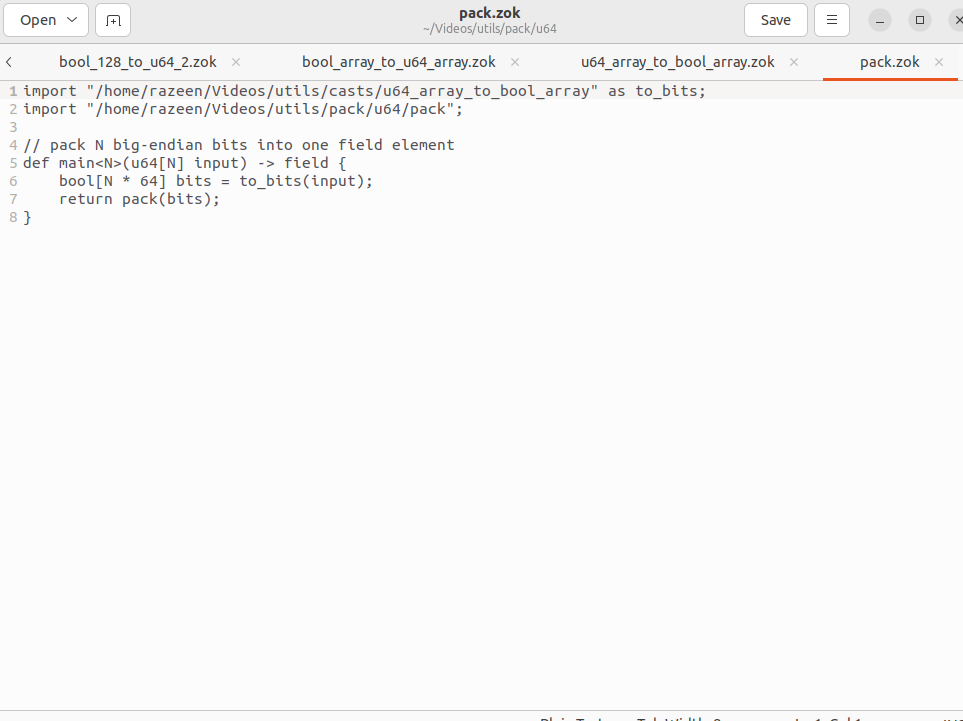 Open
pack.zok
~/Videos/utils/pack/u64
Save
bool_128_to_u64_2.zok
bool_array_to_u64_array.zok
u64_array_to_bool_array.zok
pack.zok
1 import "/home/razeen/Videos/utils/casts/u64_array_to_bool_array" as to_bits;
2 import "/home/razeen/Videos/utils/pack/u64/pack";
3
4 // pack N big-endian bits into one field element
5 def main<N>(u64[N] input) -> field {
6     bool[N * 64] bits = to_bits(input);
7     return pack(bits);
8 }